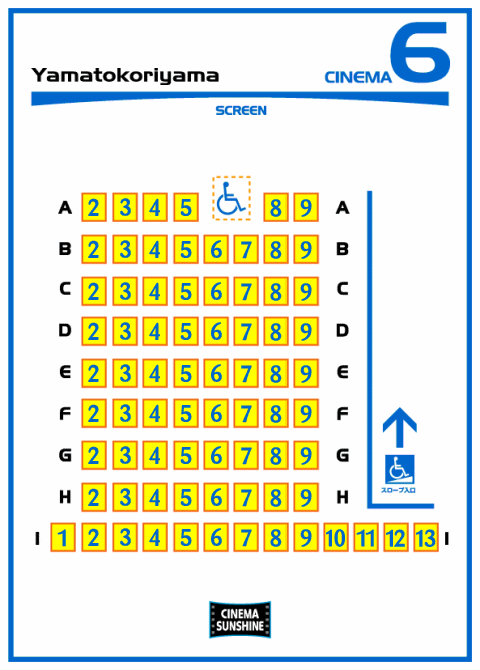 6
Yamatokoriyama CINEMA
SCREEN
A 2 3 4 5 8 9 A
B 2 3 4 5 6 7 8 9 B
C 2 3 4 5 6 7 8 9 C
D 2 3 4 5 6 7 8 9 D
E 2 3 4 5 6 7 8 9 E
F 2 3 4 5 6 7 8 9 F
G 2 3 4 5 6 7 8 9 G
スロープ入口
H 2 3 4 5 6 7 8 9 H
I 1 2 3 4 5 6 7 8 9 10 11 12 13 I
CINEMA
SUNSHINE